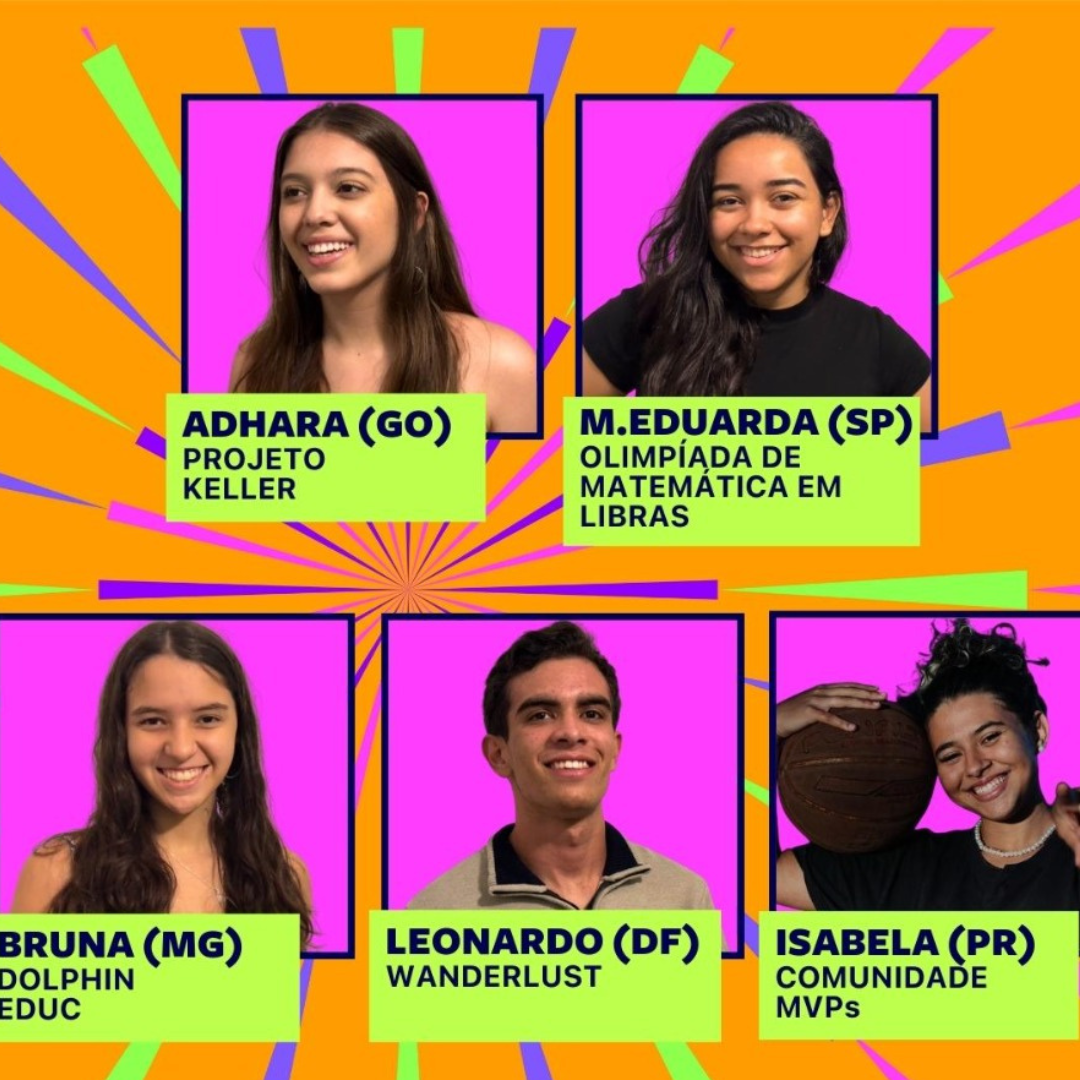 ADHARA (GO)
PROJETO
KELLER
M.EDUARDA (SP)
OLIMPÍADA DE
MATEMÁTICA EM
LIBRAS
BRUNA (MG)
DOLPHIN
EDUC
LEONARDO (DF)
WANDERLUST
ISABELA (PR)
COMUNIDADE
MVPs